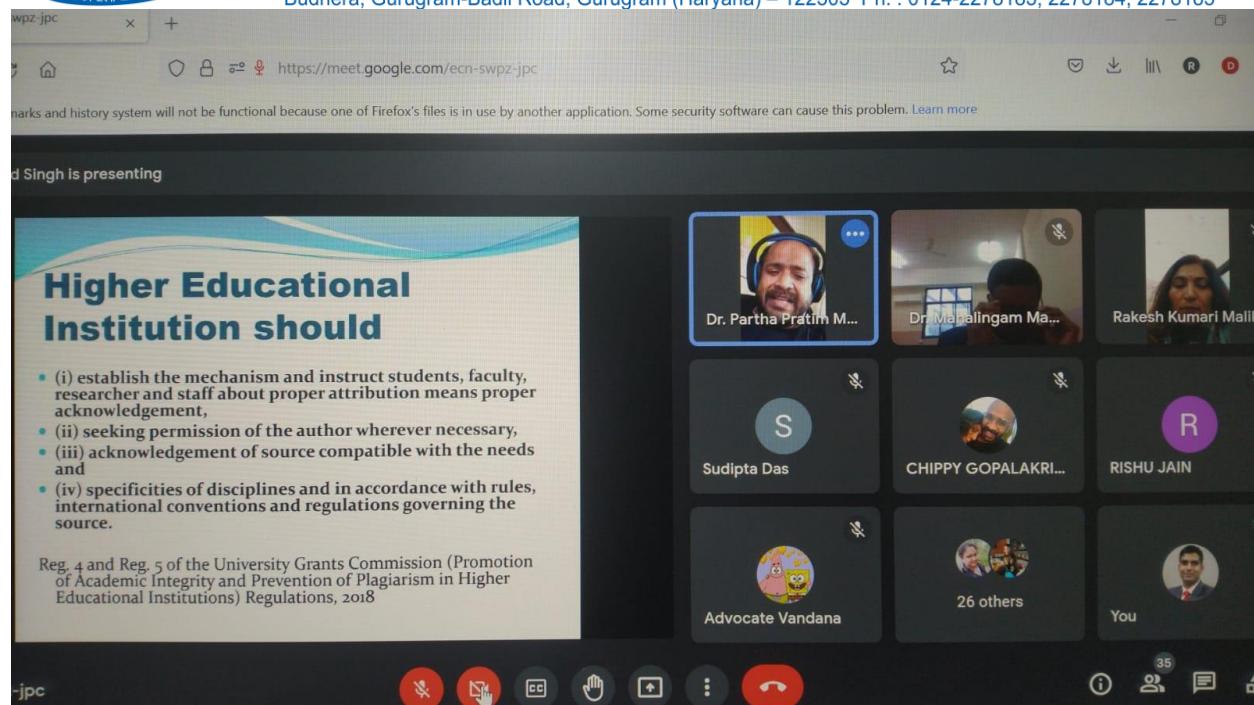 Budhera, Gurugram-Badli Road, Gurugram (Haryana) – 122505 Ph. : 0124-2278183, 2278184, 2278185
wpz-jpc × +
https://meet.google.com/ecn-swpz-jpc
R D
marks and history system will not be functional because one of Firefox's files is in use by another application. Some security software can cause this problem. Learn more
d Singh is presenting
Higher Educational
Institution should
• (i) establish the mechanism and instruct students, faculty,
researcher and staff about proper attribution means proper
acknowledgement,
• (ii) seeking permission of the author wherever necessary,
• (iii) acknowledgement of source compatible with the needs
and
• (iv) specificities of disciplines and in accordance with rules,
international conventions and regulations governing the
source.
Reg. 4 and Reg. 5 of the University Grants Commission (Promotion
of Academic Integrity and Prevention of Plagiarism in Higher
Educational Institutions) Regulations, 2018
Dr. Partha Pratim M...
Dr. Mahalingam Ma...
Rakesh Kumari Mali
S
Sudipta Das
CHIPPY GOPALAKRI...
R
RISHU JAIN
Advocate Vandana
26 others
You
-jpc
CC
35